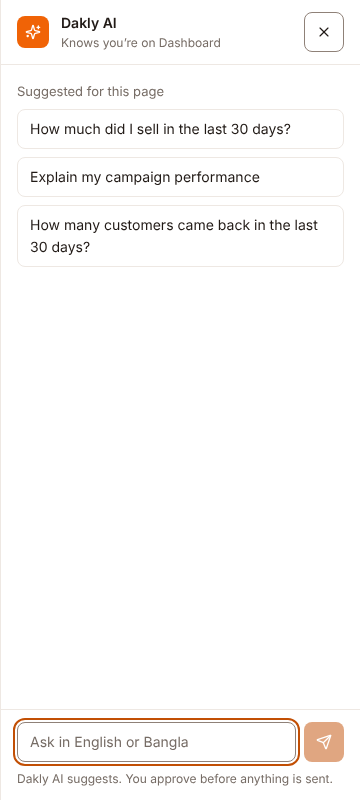 Dakly AI
Knows you're on Dashboard
Suggested for this page
How much did I sell in the last 30 days?
Explain my campaign performance
How many customers came back in the last
30 days?
Ask in English or Bangla
Dakly AI suggests. You approve before anything is sent.